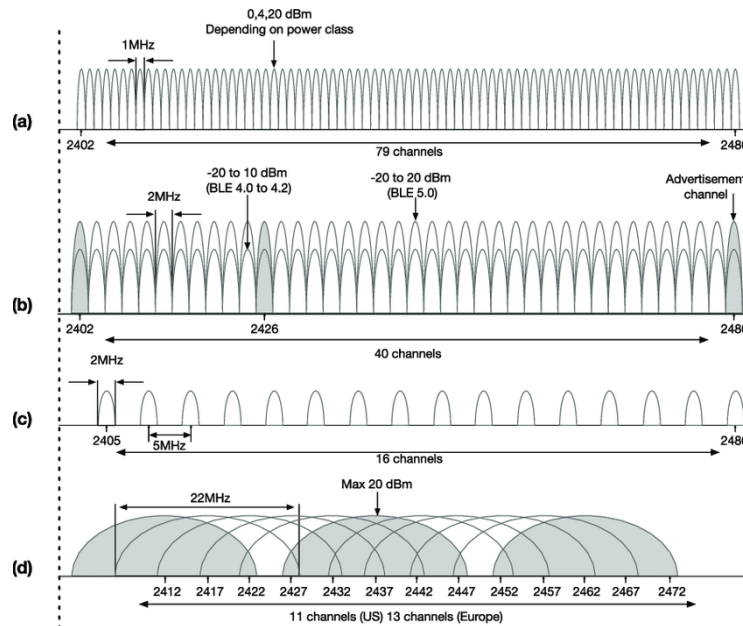 0,4,20 dBm
Depending on power class
1MHz
(a)
2402
79 channels
-20 to 10 dBm
(BLE 4.0 to 4.2)
-20 to 20 dBm
(BLE 5.0)
Advertisement
channel
2MHz
(b)
2402
2426
40 channels
2MHz
(c)
2405
5MHz
16 channels
Max 20 dBm
22MHz
(d)
2412
2417
2422
2427
2432
2437
2442
2447
2452
2457
2462
2467
2472
11 channels (US) 13 channels (Europe)